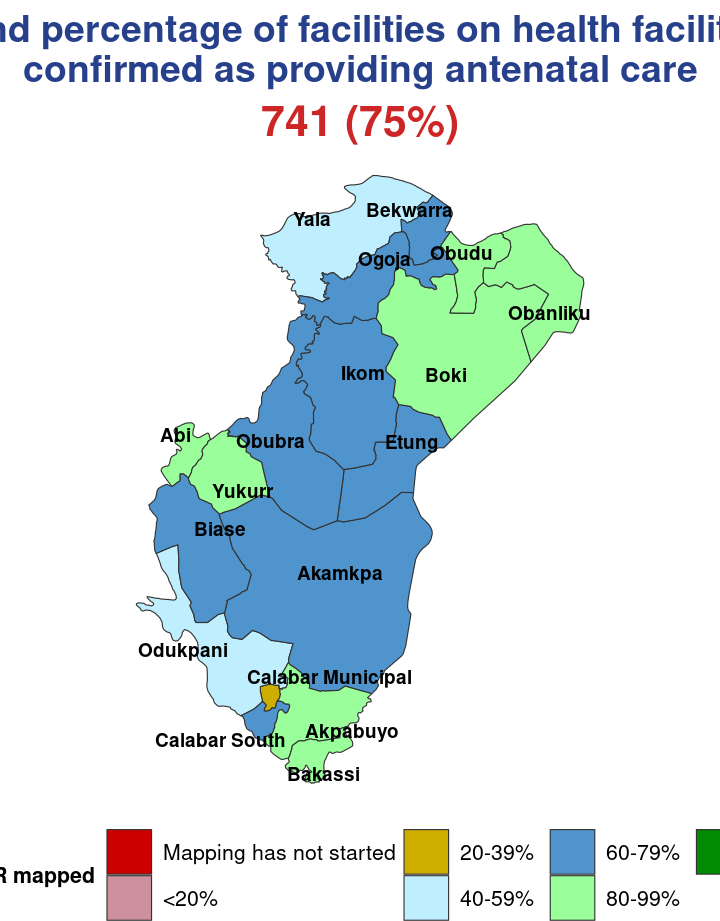 percentage of facilities on health
confirmed as providing antenatal care
741 (75%)
Yala
Bekwarra
Ogoja
Obudu
Obanliku
Ikom
Boki
Abi
Obubra
Etung
Yukurr
Biase
Akamkpa
Odukpani
Calabar Municipal
Calabar South
Akpabuyo
Bakassi
mapped
Mapping has not started
20-39%
60-79%
<20%
40-59%
80-99%